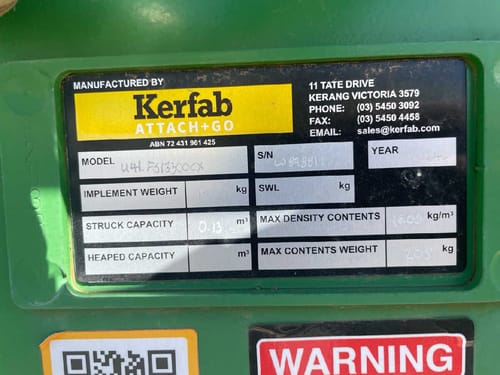 MANUFACTURED BY
Kerfab
ATTACH+GO
ABN 72 431 961 425
11 TATE DRIVE
KERANG VICTORIA 3579
PHONE: (03) 5450 3092
FAX: (03) 5450 4458
EMAIL: sales@kerfab.com
MODEL
S/N
YEAR
IMPLEMENT WEIGHT kg
SWL kg
STRUCK CAPACITY 0.13 m³
MAX DENSITY CONTENTS kg/m³
HEAPED CAPACITY m³
MAX CONTENTS WEIGHT kg
WARNING